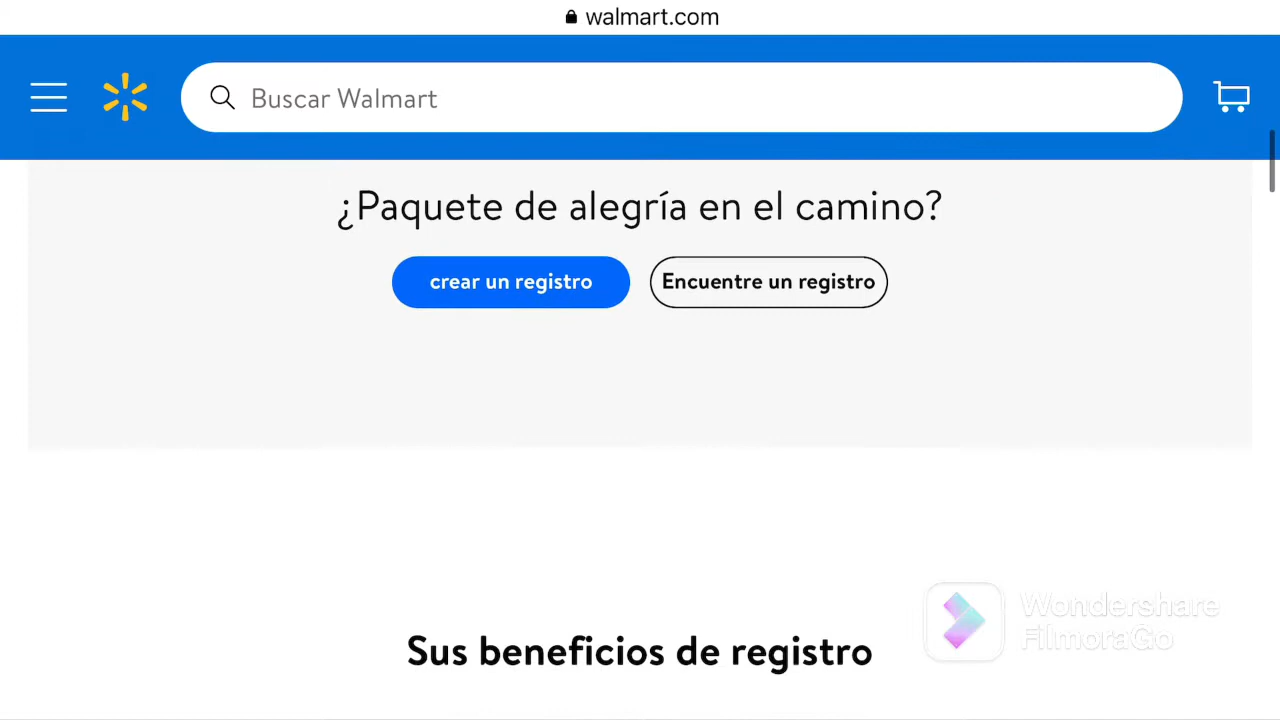 walmart.com
Buscar Walmart
¿Paquete de alegría en el camino?
crear un registro
Encuentre un registro
Sus beneficios de registro
Wondershare
FilmoraGo